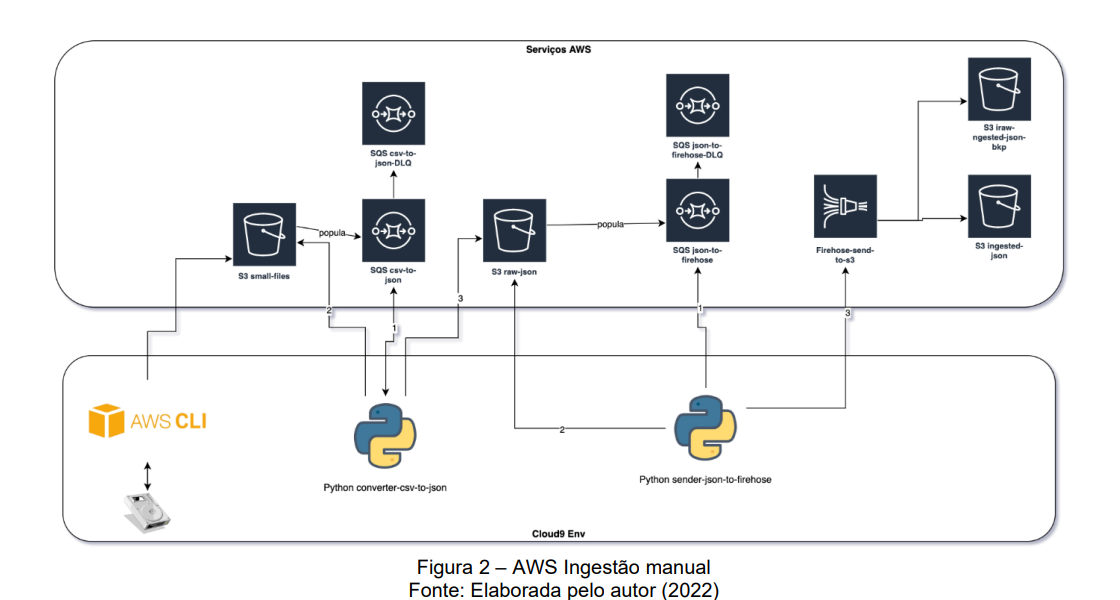 Serviços AWS
SQS csv-to-
json-DLQ
SQS json-to-
firehose-DLQ
S3 iraw-
ngested-json-
bkp
popula
S3 small-files
SQS csv-to-
json
S3 raw-json
popula
SQS json-to-
firehose
Firehose-send-
to-s3
S3 ingested-
json
2
1
3
1
3
AWS CLI
2
Python converter-csv-to-json
Python sender-json-to-firehose
Cloud9 Env
Figura 2 – AWS Ingestão manual
Fonte: Elaborada pelo autor (2022)